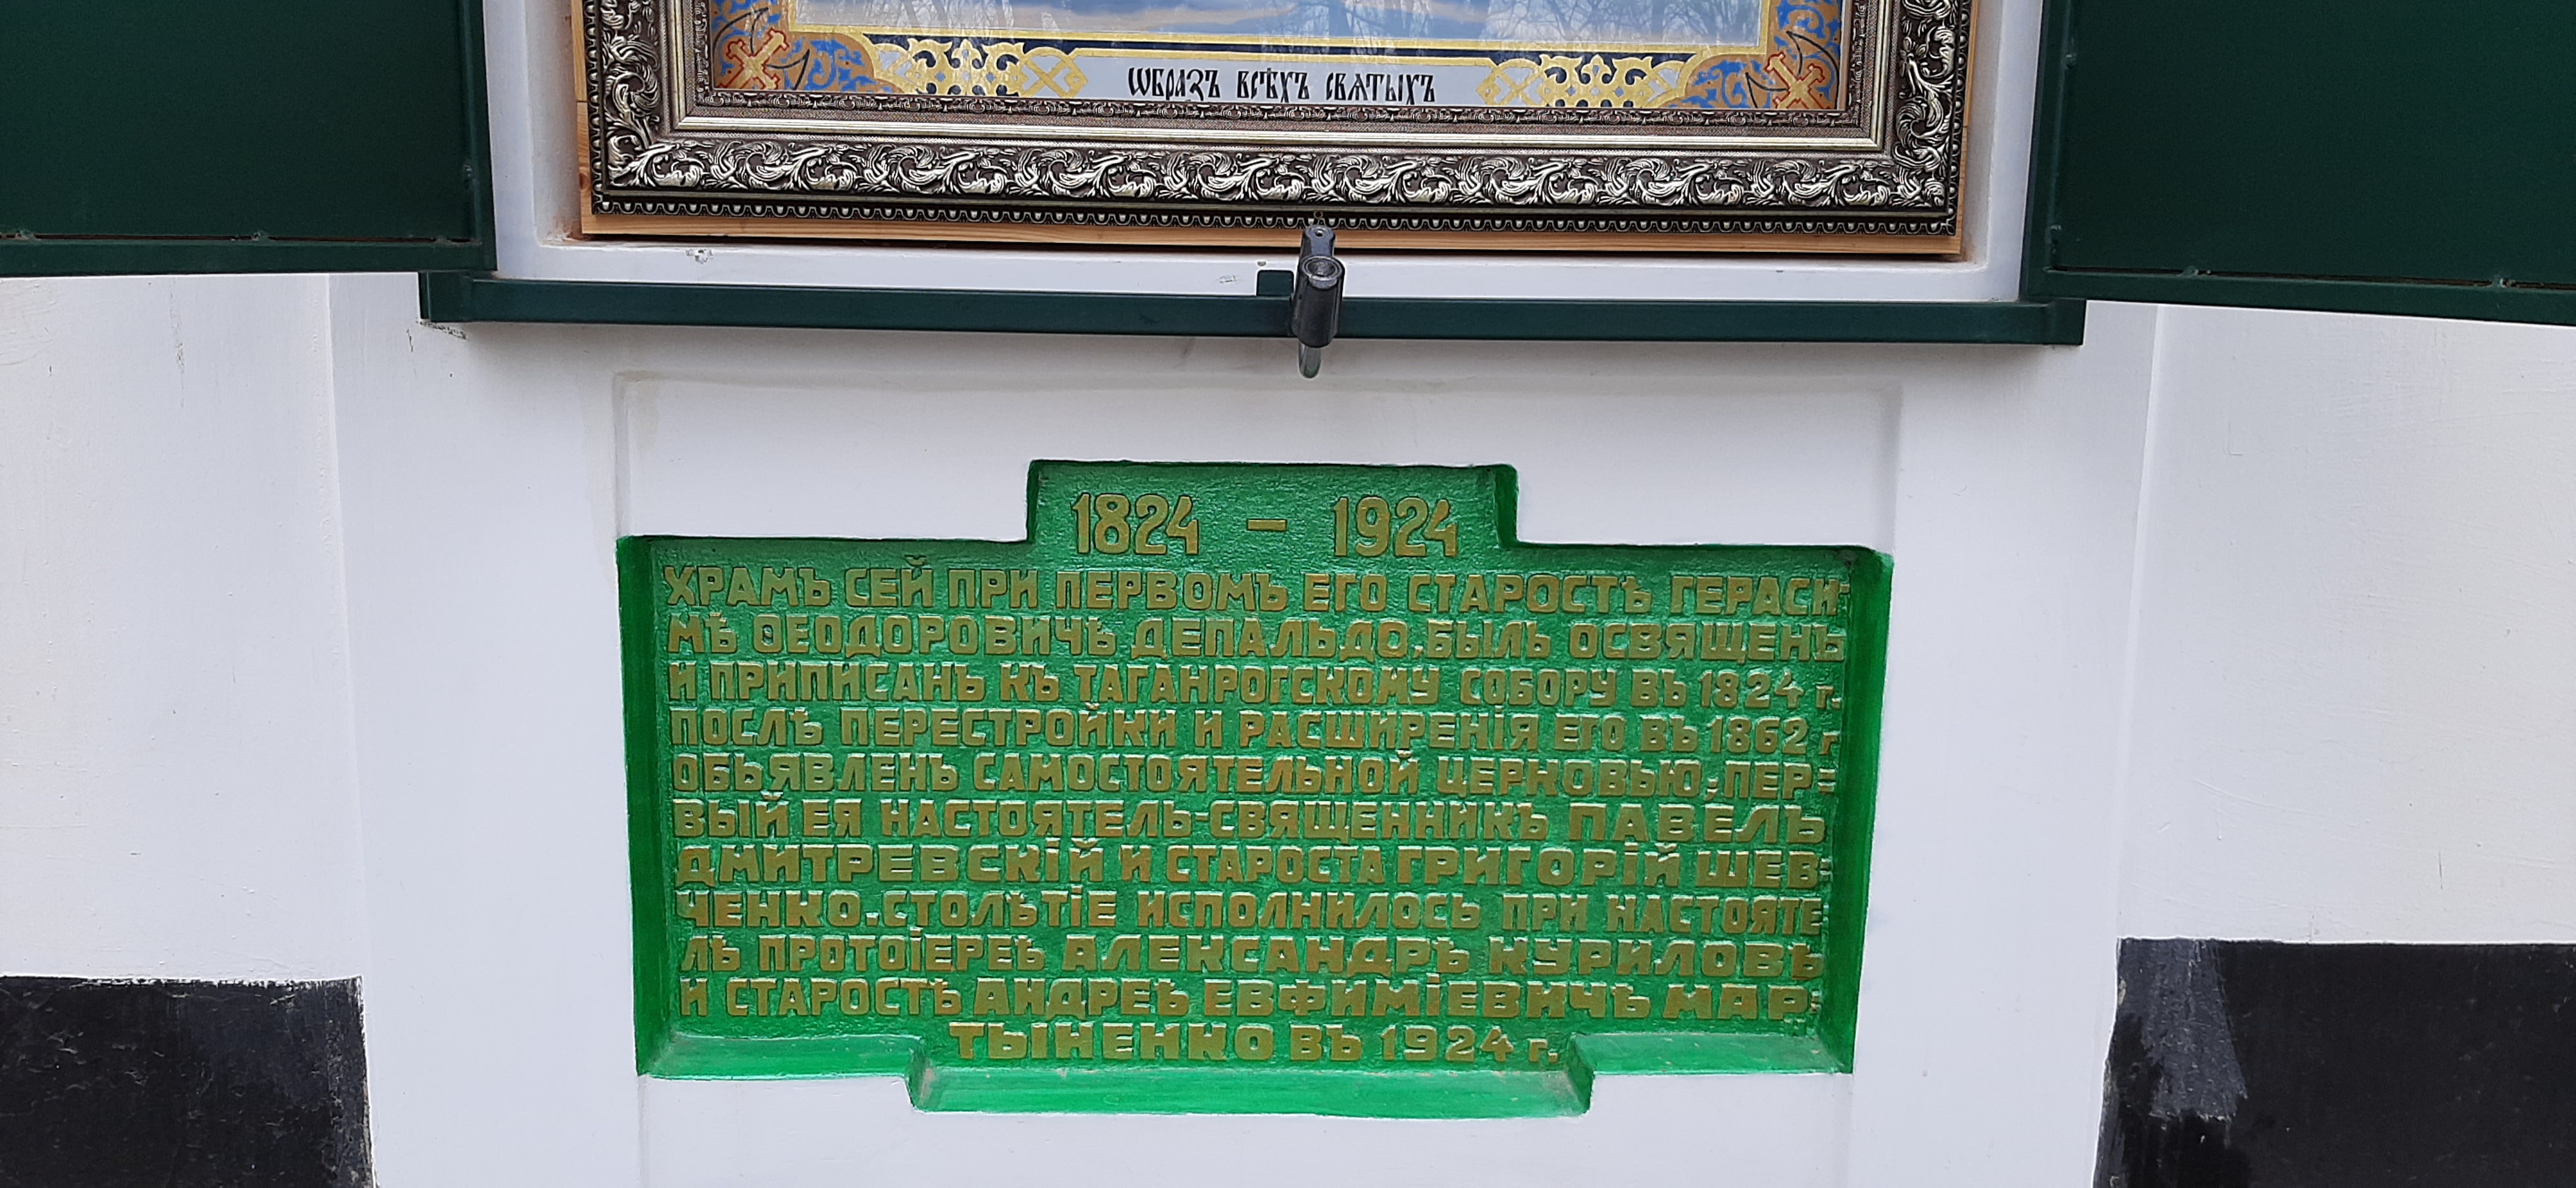 Ѡбразъ всѣхъ свѧтыхъ
1824 – 1924
ХРАМЪ СЕЙ ПРИ ПЕРВОМЪ ЕГО СТАРОСТѢ ГЕРАСИ-
МѢ ѲЕОДОРОВИЧѢ ДЕПАЛЬДО, БЫЛЪ ОСВЯЩЕНЪ
И ПРИПИСАНЪ КЪ ТАГАНРОГСКОМУ СОБОРУ ВЪ 1824 г.
ПОСЛѢ ПЕРЕСТРОЙКИ И РАСШИРЕНІЯ ЕГО ВЪ 1862 г
ОБЪЯВЛЕНЪ САМОСТОЯТЕЛЬНОЙ ЦЕРКОВЬЮ; ПЕР=
ВЫЙ ЕЯ НАСТОЯТЕЛЬ-СВЯЩЕННИКЪ ПАВЕЛЪ
ДМИТРЕВСКІЙ И СТАРОСТА ГРИГОРІЙ ШЕВ=
ЧЕНКО. СТОЛѢТІЕ ИСПОЛНИЛОСЬ ПРИ НАСТОЯТЕ=
ЛѢ ПРОТОІЕРЕѢ АЛЕКСАНДРѢ КУРИЛОВѢ
И СТАРОСТѢ АНДРЕѢ ЕВФИМІЕВИЧѢ МАР-
ТЫНЕНКО ВЪ 1924 г.